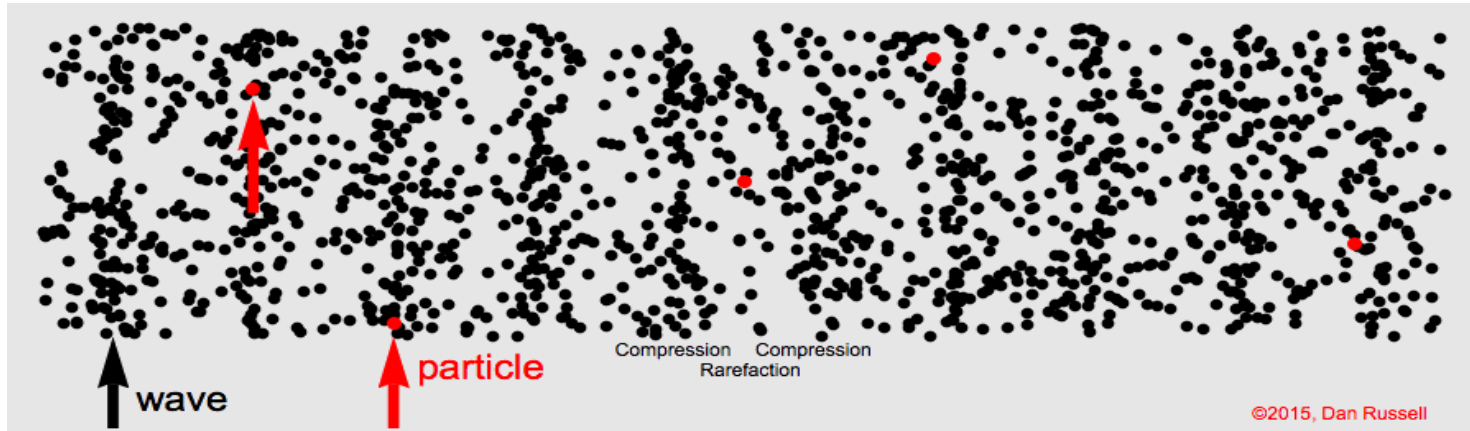 Compression Compression
Rarefaction
particle
wave
©2015, Dan Russell